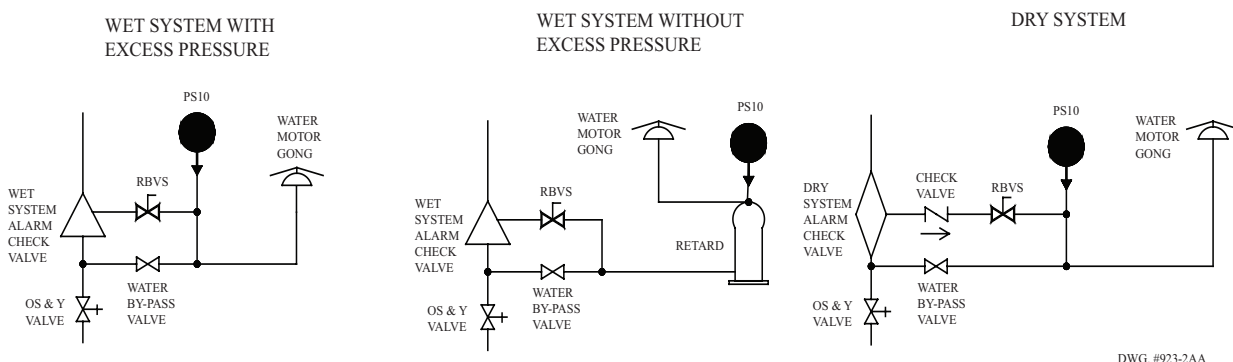 WET SYSTEM WITH
EXCESS PRESSURE
PS10
WATER
MOTOR
GONG
RBVS
WET
SYSTEM
ALARM
CHECK
VALVE
OS & Y
VALVE
WATER
BY-PASS
VALVE
WET SYSTEM WITHOUT
EXCESS PRESSURE
WATER
MOTOR
GONG
PS10
RBVS
WET
SYSTEM
ALARM
CHECK
VALVE
RETARD
OS & Y
VALVE
WATER
BY-PASS
VALVE
DRY SYSTEM
PS10
WATER
MOTOR
GONG
CHECK
VALVE
RBVS
DRY
SYSTEM
ALARM
CHECK
VALVE
OS & Y
VALVE
WATER
BY-PASS
VALVE
DWG. #923-2AA